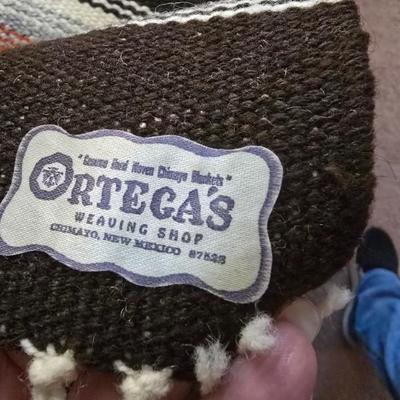 "Genuine Hand Woven Chimayo Blankets"
ORTEGA'S
WEAVING SHOP
CHIMAYO, NEW MEXICO 87522